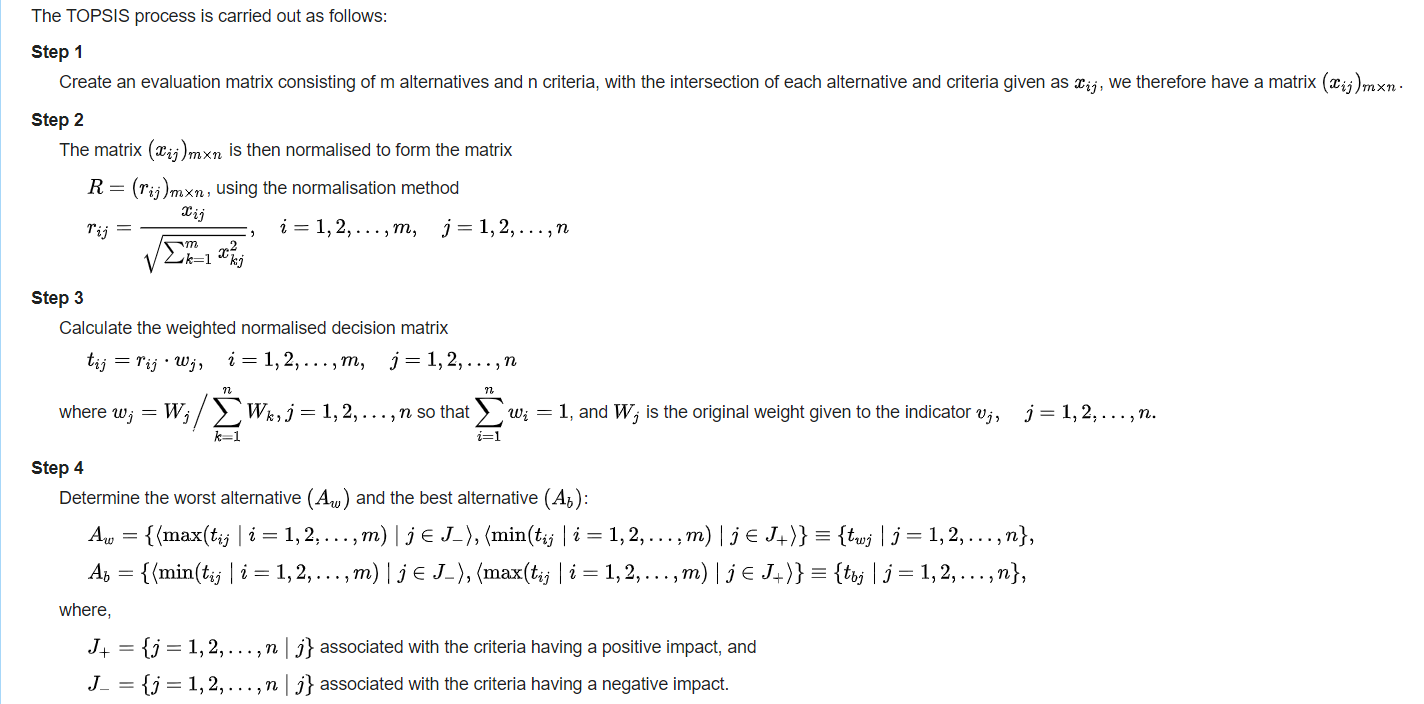 The TOPSIS process is carried out as follows:
Step 1
Create an evaluation matrix consisting of m alternatives and n criteria, with the intersection of each alternative and criteria given as $x_{ij}$, we therefore have a matrix $(x_{ij})_{m \times n}$.
Step 2
The matrix $(x_{ij})_{m \times n}$ is then normalised to form the matrix
$R = (r_{ij})_{m \times n}$, using the normalisation method
$r_{ij} = \frac{x_{ij}}{\sqrt{\sum_{k=1}^{m} x_{kj}^2}}, \quad i = 1, 2, \ldots, m, \quad j = 1, 2, \ldots, n$
Step 3
Calculate the weighted normalised decision matrix
$t_{ij} = r_{ij} \cdot w_j, \quad i = 1, 2, \ldots, m, \quad j = 1, 2, \ldots, n$
where $w_j = W_j \Big/ \sum_{k=1}^{n} W_k, j = 1, 2, \ldots, n$ so that $\sum_{i=1}^{n} w_i = 1$, and $W_j$ is the original weight given to the indicator $v_j, \quad j = 1, 2, \ldots, n.$
Step 4
Determine the worst alternative $(A_w)$ and the best alternative $(A_b)$:
$A_w = \{\langle \max(t_{ij} \mid i = 1, 2, \ldots, m) \mid j \in J_- \rangle, \langle \min(t_{ij} \mid i = 1, 2, \ldots, m) \mid j \in J_+ \rangle\} \equiv \{t_{wj} \mid j = 1, 2, \ldots, n\},$
$A_b = \{\langle \min(t_{ij} \mid i = 1, 2, \ldots, m) \mid j \in J_- \rangle, \langle \max(t_{ij} \mid i = 1, 2, \ldots, m) \mid j \in J_+ \rangle\} \equiv \{t_{bj} \mid j = 1, 2, \ldots, n\},$
where,
$J_+ = \{j = 1, 2, \ldots, n \mid j\}$ associated with the criteria having a positive impact, and
$J_- = \{j = 1, 2, \ldots, n \mid j\}$ associated with the criteria having a negative impact.